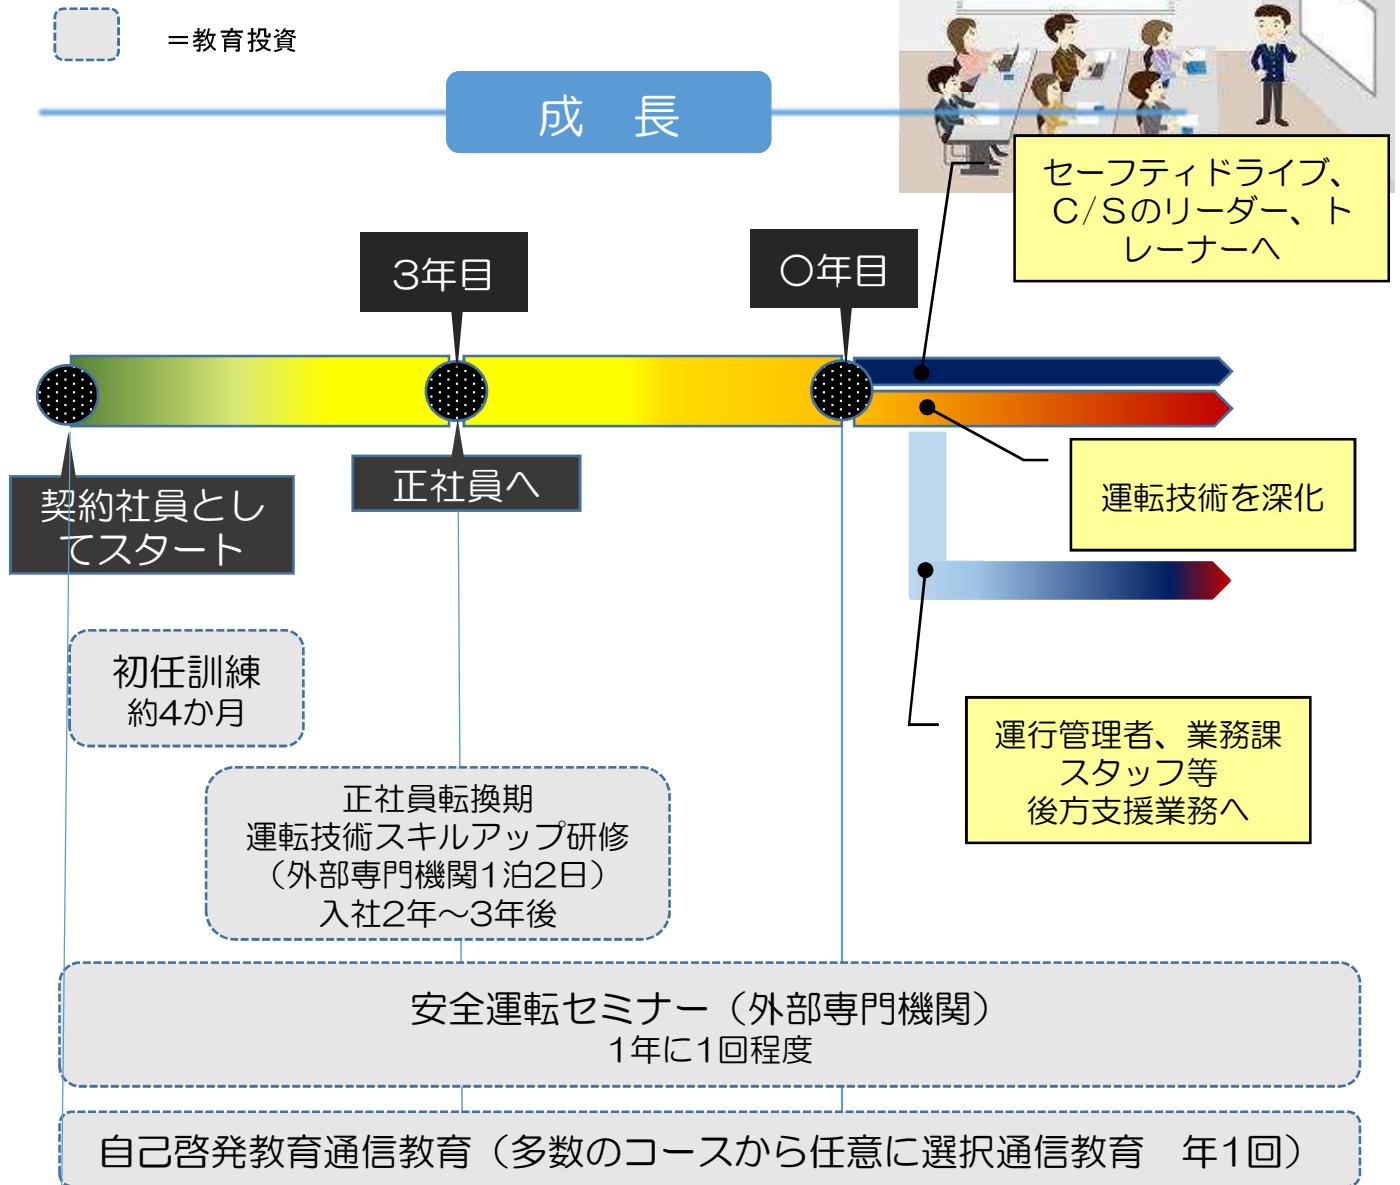 ＝教育投資
成　長
セーフティドライブ、
C/Sのリーダー、ト
レーナーへ
3年目
〇年目
契約社員とし
てスタート
正社員へ
運転技術を深化
初任訓練
約4か月
運行管理者、業務課
スタッフ等
後方支援業務へ
正社員転換期
運転技術スキルアップ研修
（外部専門機関1泊2日）
入社2年～3年後
安全運転セミナー（外部専門機関）
1年に1回程度
自己啓発教育通信教育（多数のコースから任意に選択通信教育　年1回）